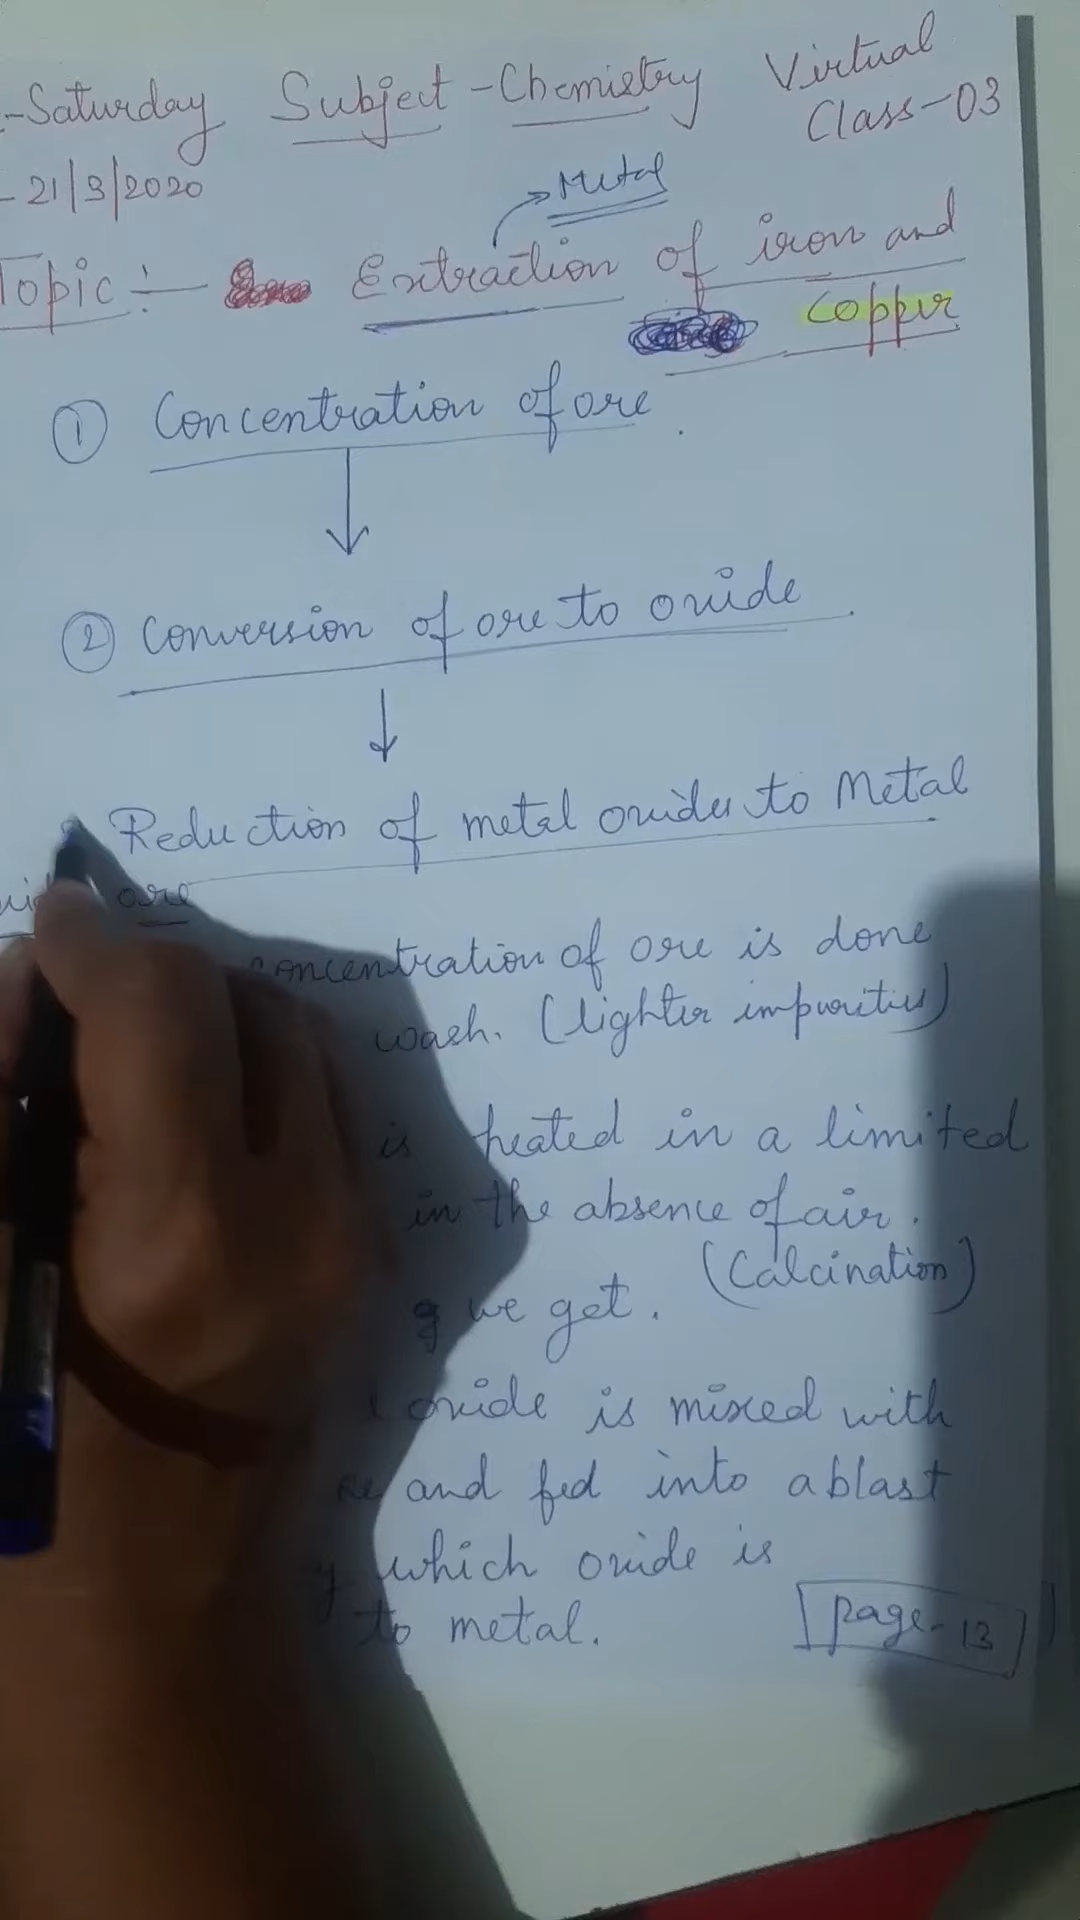 -Saturday Subject-Chemistry Virtual Class-03
- 21/3/2020
→ Metal
Topic :- Extraction of iron and
Copper
① Concentration of ore
② Conversion of ore to oxide
Reduction of metal oxides to Metal
ore
concentration of ore is done
wash. (lighter impurities)
is heated in a limited
in the absence of air.
(Calcination)
we get.
oxide is mixed with
and fed into a blast
which oxide is
to metal.
page-13